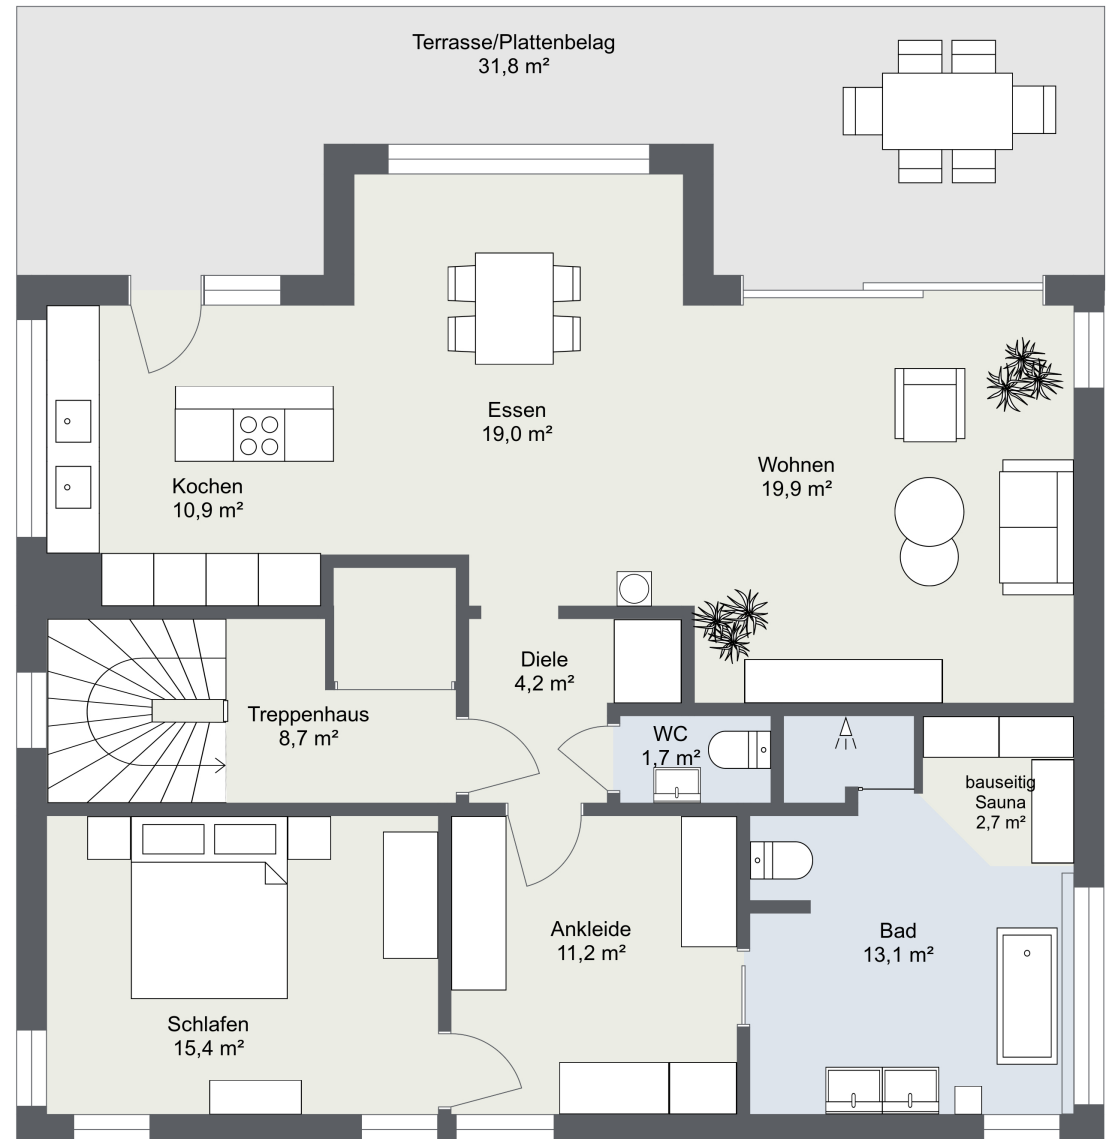 Terrasse/Plattenbelag
31,8 m²
Essen
19,0 m²
Wohnen
19,9 m²
Kochen
10,9 m²
Diele
4,2 m²
Treppenhaus
8,7 m²
WC
1,7 m²
bauseitig
Sauna
2,7 m²
Ankleide
11,2 m²
Bad
13,1 m²
Schlafen
15,4 m²